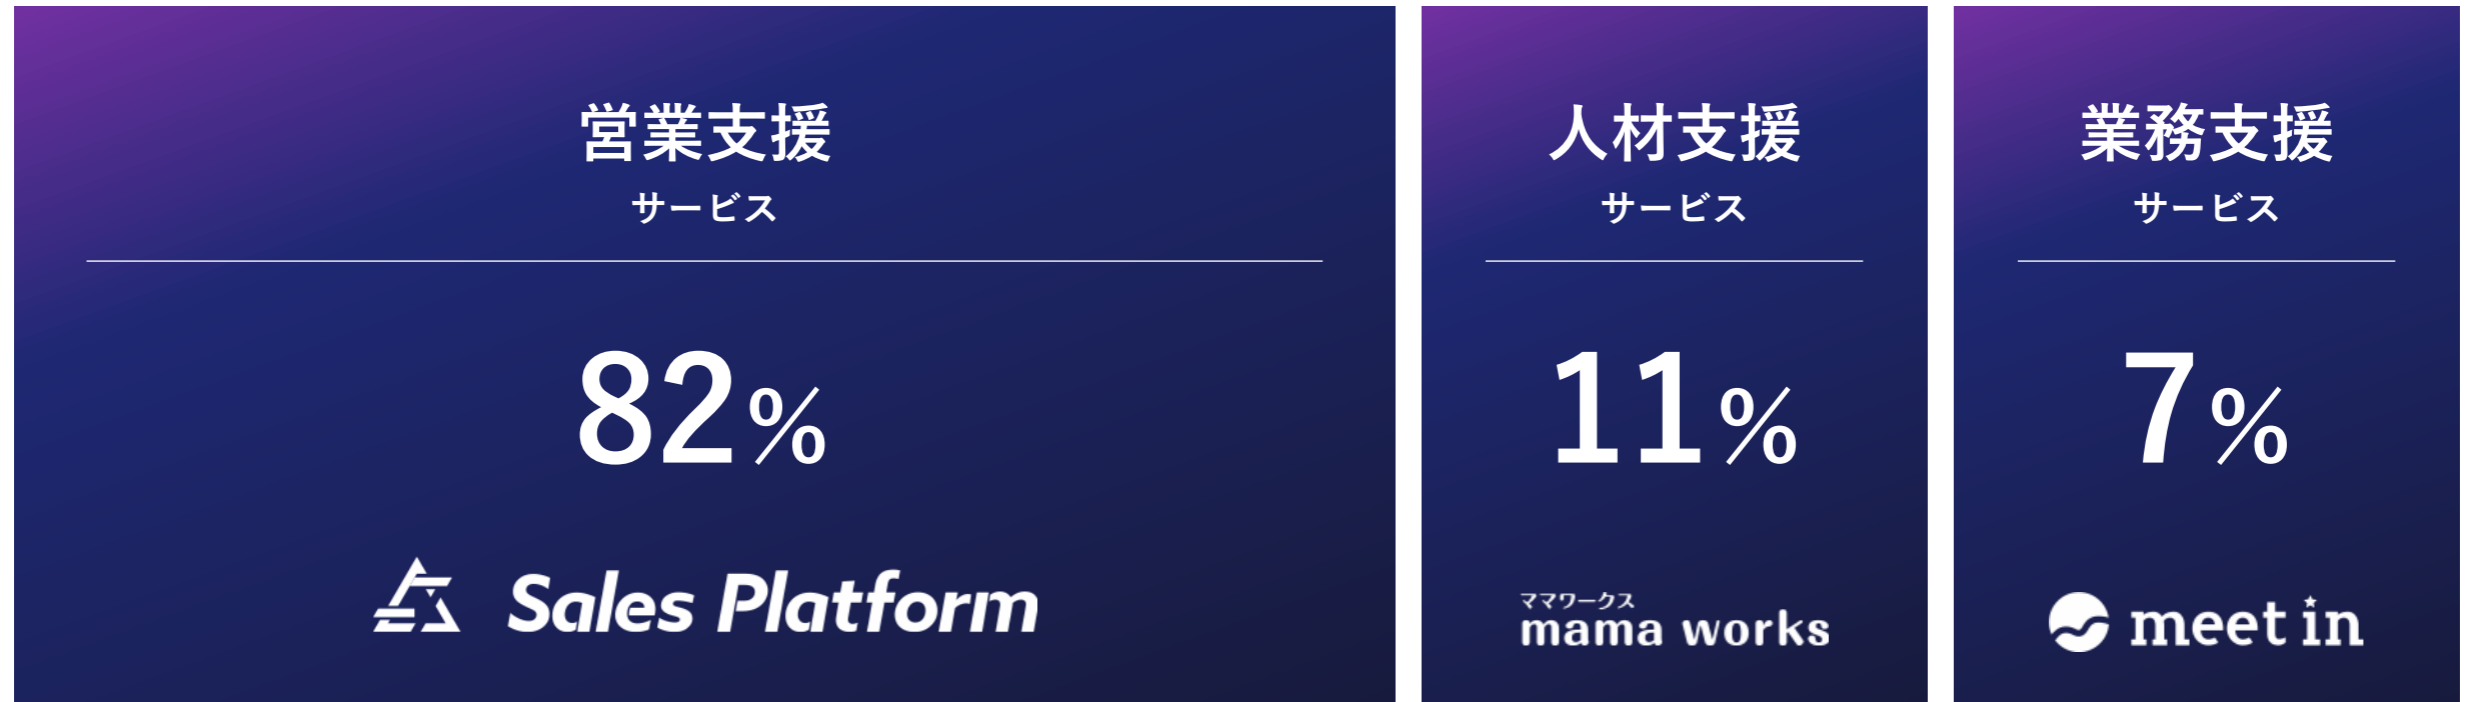 営業支援
サービス
82%
Sales Platform
人材支援
サービス
11%
ママワークス
mama works
業務支援
サービス
7%
meet in